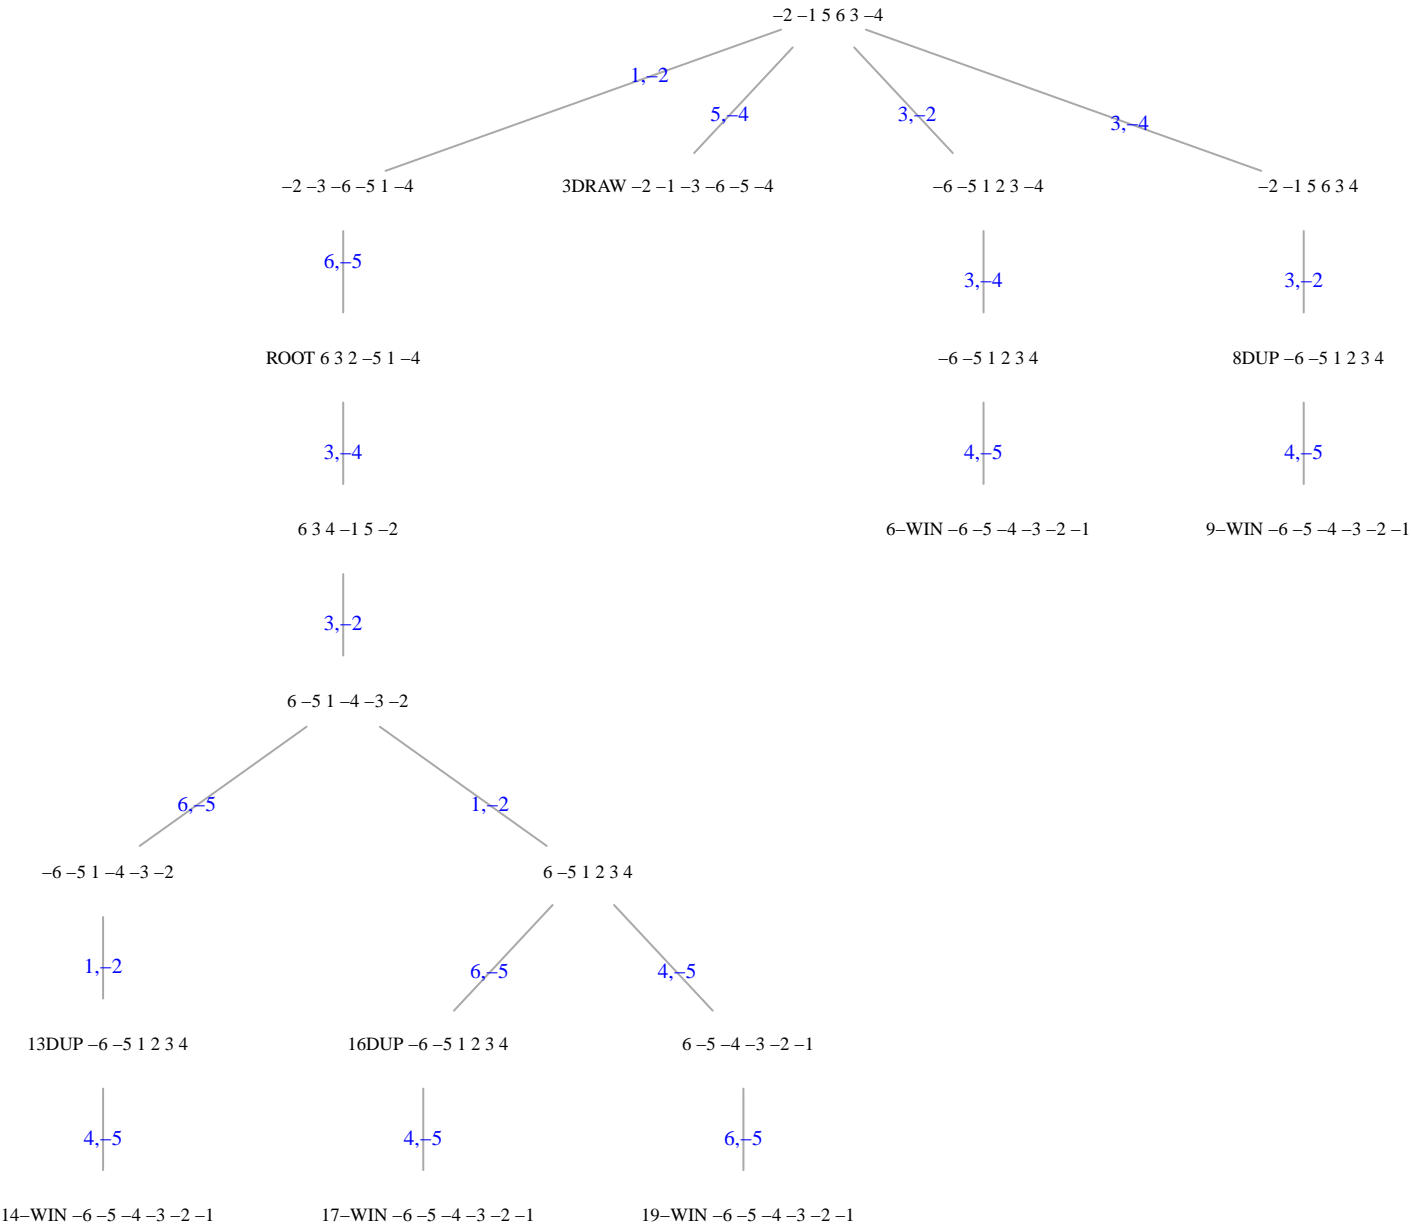 –2 –1 5 6 3 –4
1,–2
5,–4
3,–2
3,–4
–2 –3 –6 –5 1 –4
3DRAW –2 –1 –3 –6 –5 –4
–6 –5 1 2 3 –4
–2 –1 5 6 3 4
6,–5
3,–4
3,–2
ROOT 6 3 2 –5 1 –4
–6 –5 1 2 3 4
8DUP –6 –5 1 2 3 4
3,–4
4,–5
4,–5
6 3 4 –1 5 –2
6–WIN –6 –5 –4 –3 –2 –1
9–WIN –6 –5 –4 –3 –2 –1
3,–2
6 –5 1 –4 –3 –2
6,–5
1,–2
–6 –5 1 –4 –3 –2
6 –5 1 2 3 4
1,–2
6,–5
4,–5
13DUP –6 –5 1 2 3 4
16DUP –6 –5 1 2 3 4
6 –5 –4 –3 –2 –1
4,–5
4,–5
6,–5
14–WIN –6 –5 –4 –3 –2 –1
17–WIN –6 –5 –4 –3 –2 –1
19–WIN –6 –5 –4 –3 –2 –1